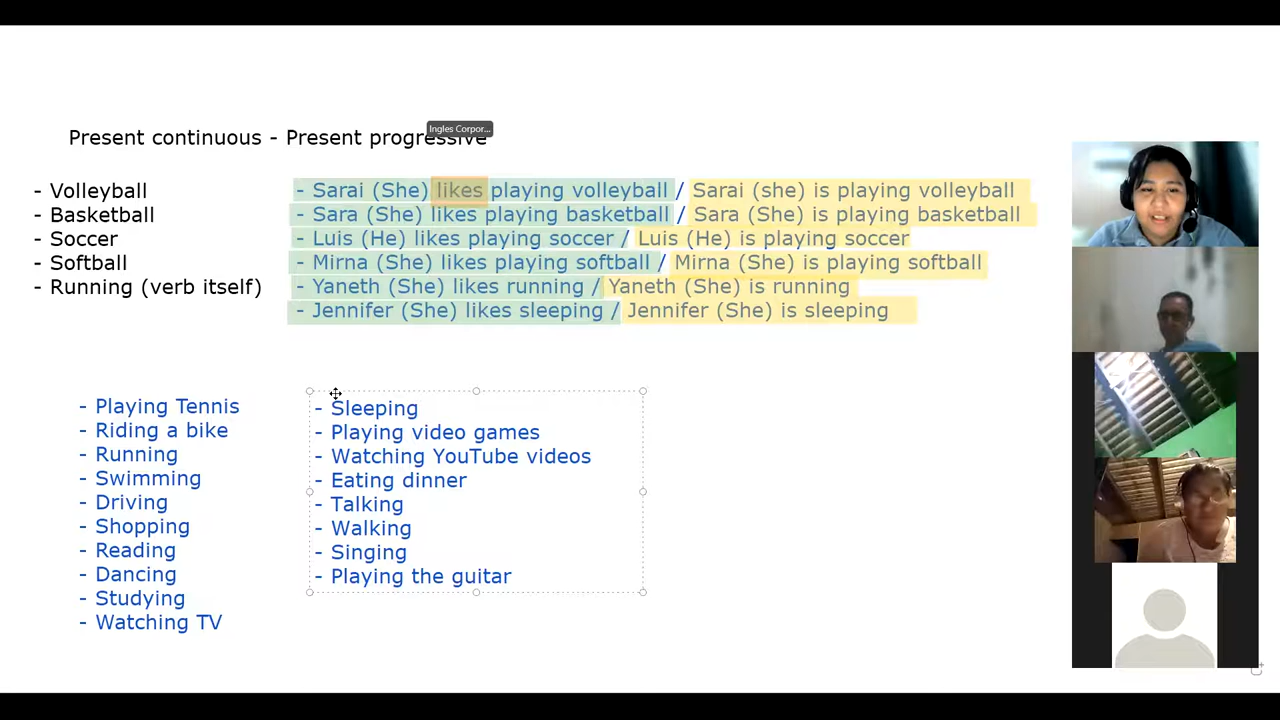 Ingles Corpor...
Present continuous - Present progressive
- Volleyball
- Basketball
- Soccer
- Softball
- Running (verb itself)
- Sarai (She) likes playing volleyball / Sarai (she) is playing volleyball
- Sara (She) likes playing basketball / Sara (She) is playing basketball
- Luis (He) likes playing soccer / Luis (He) is playing soccer
- Mirna (She) likes playing softball / Mirna (She) is playing softball
- Yaneth (She) likes running / Yaneth (She) is running
- Jennifer (She) likes sleeping / Jennifer (She) is sleeping
- Playing Tennis
- Riding a bike
- Running
- Swimming
- Driving
- Shopping
- Reading
- Dancing
- Studying
- Watching TV
- Sleeping
- Playing video games
- Watching YouTube videos
- Eating dinner
- Talking
- Walking
- Singing
- Playing the guitar